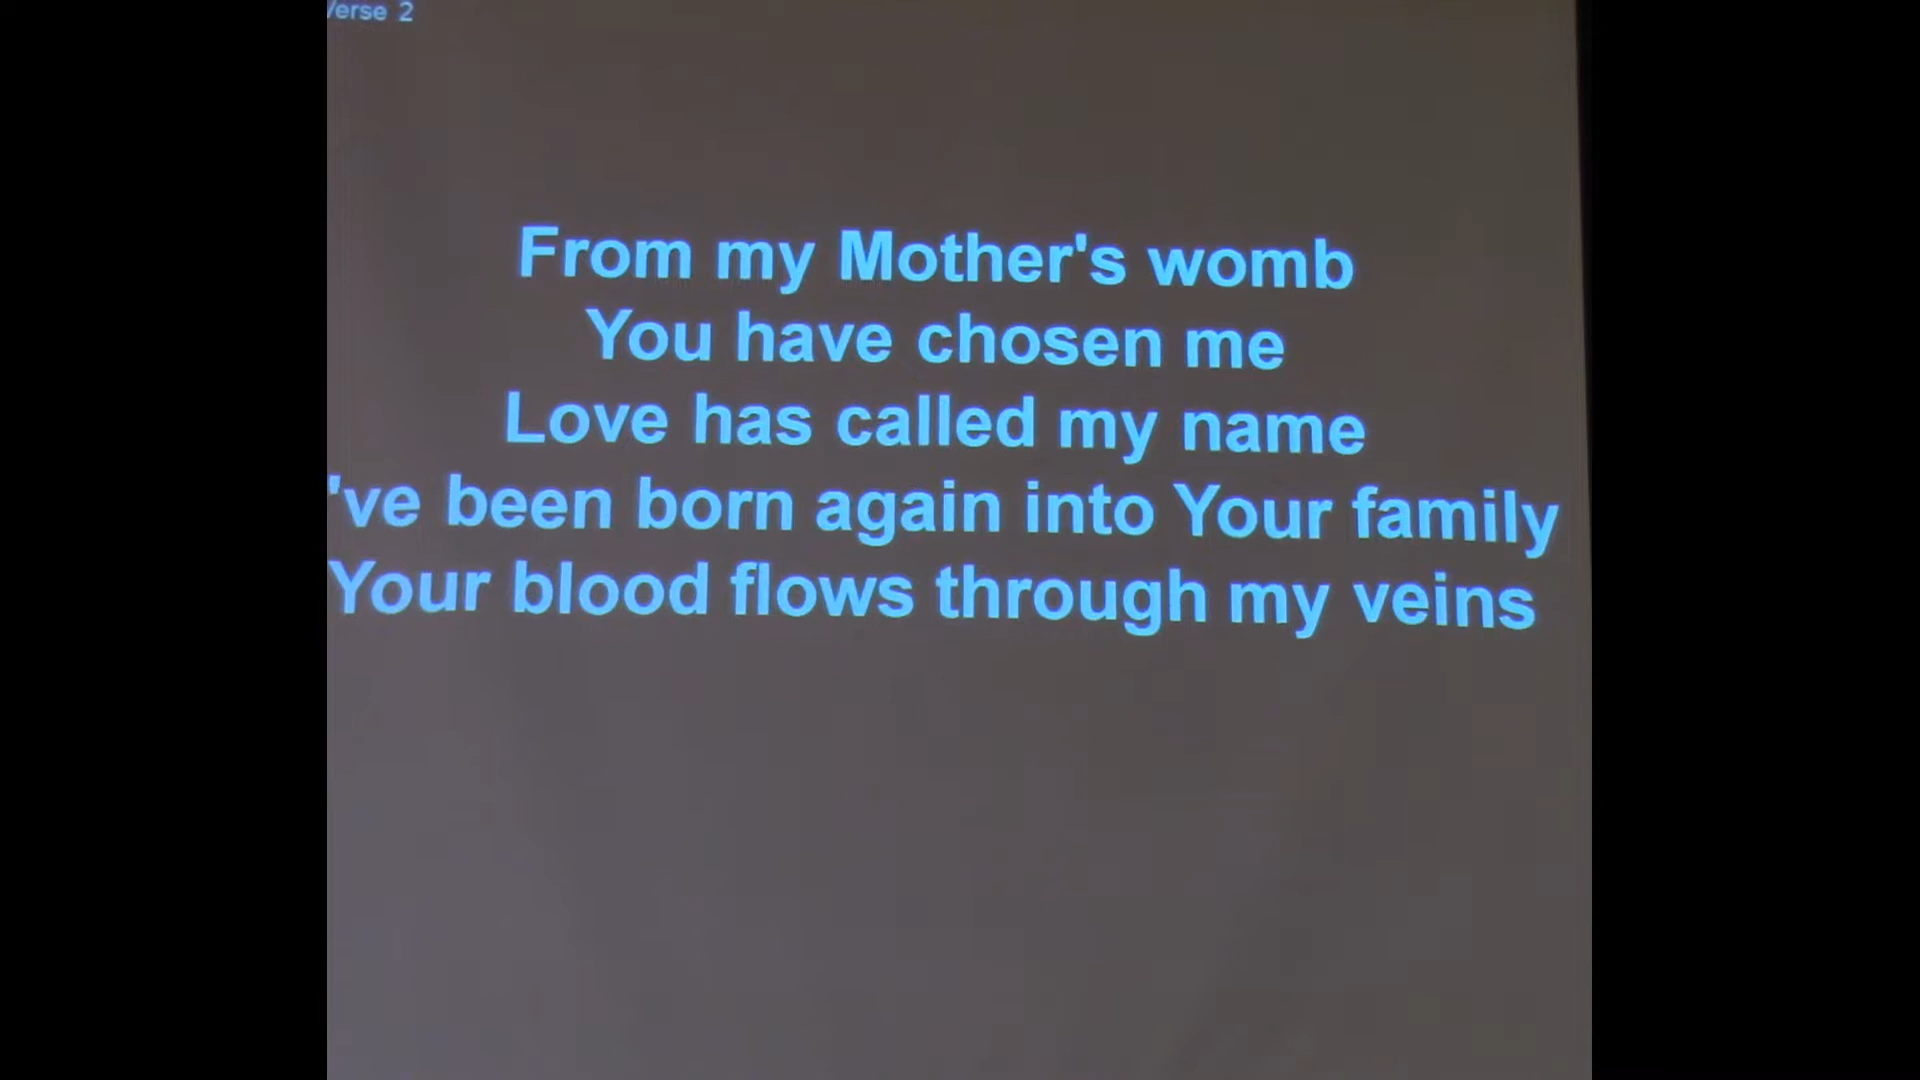 Verse 2
From my Mother's womb
You have chosen me
Love has called my name
've been born again into Your family
Your blood flows through my veins